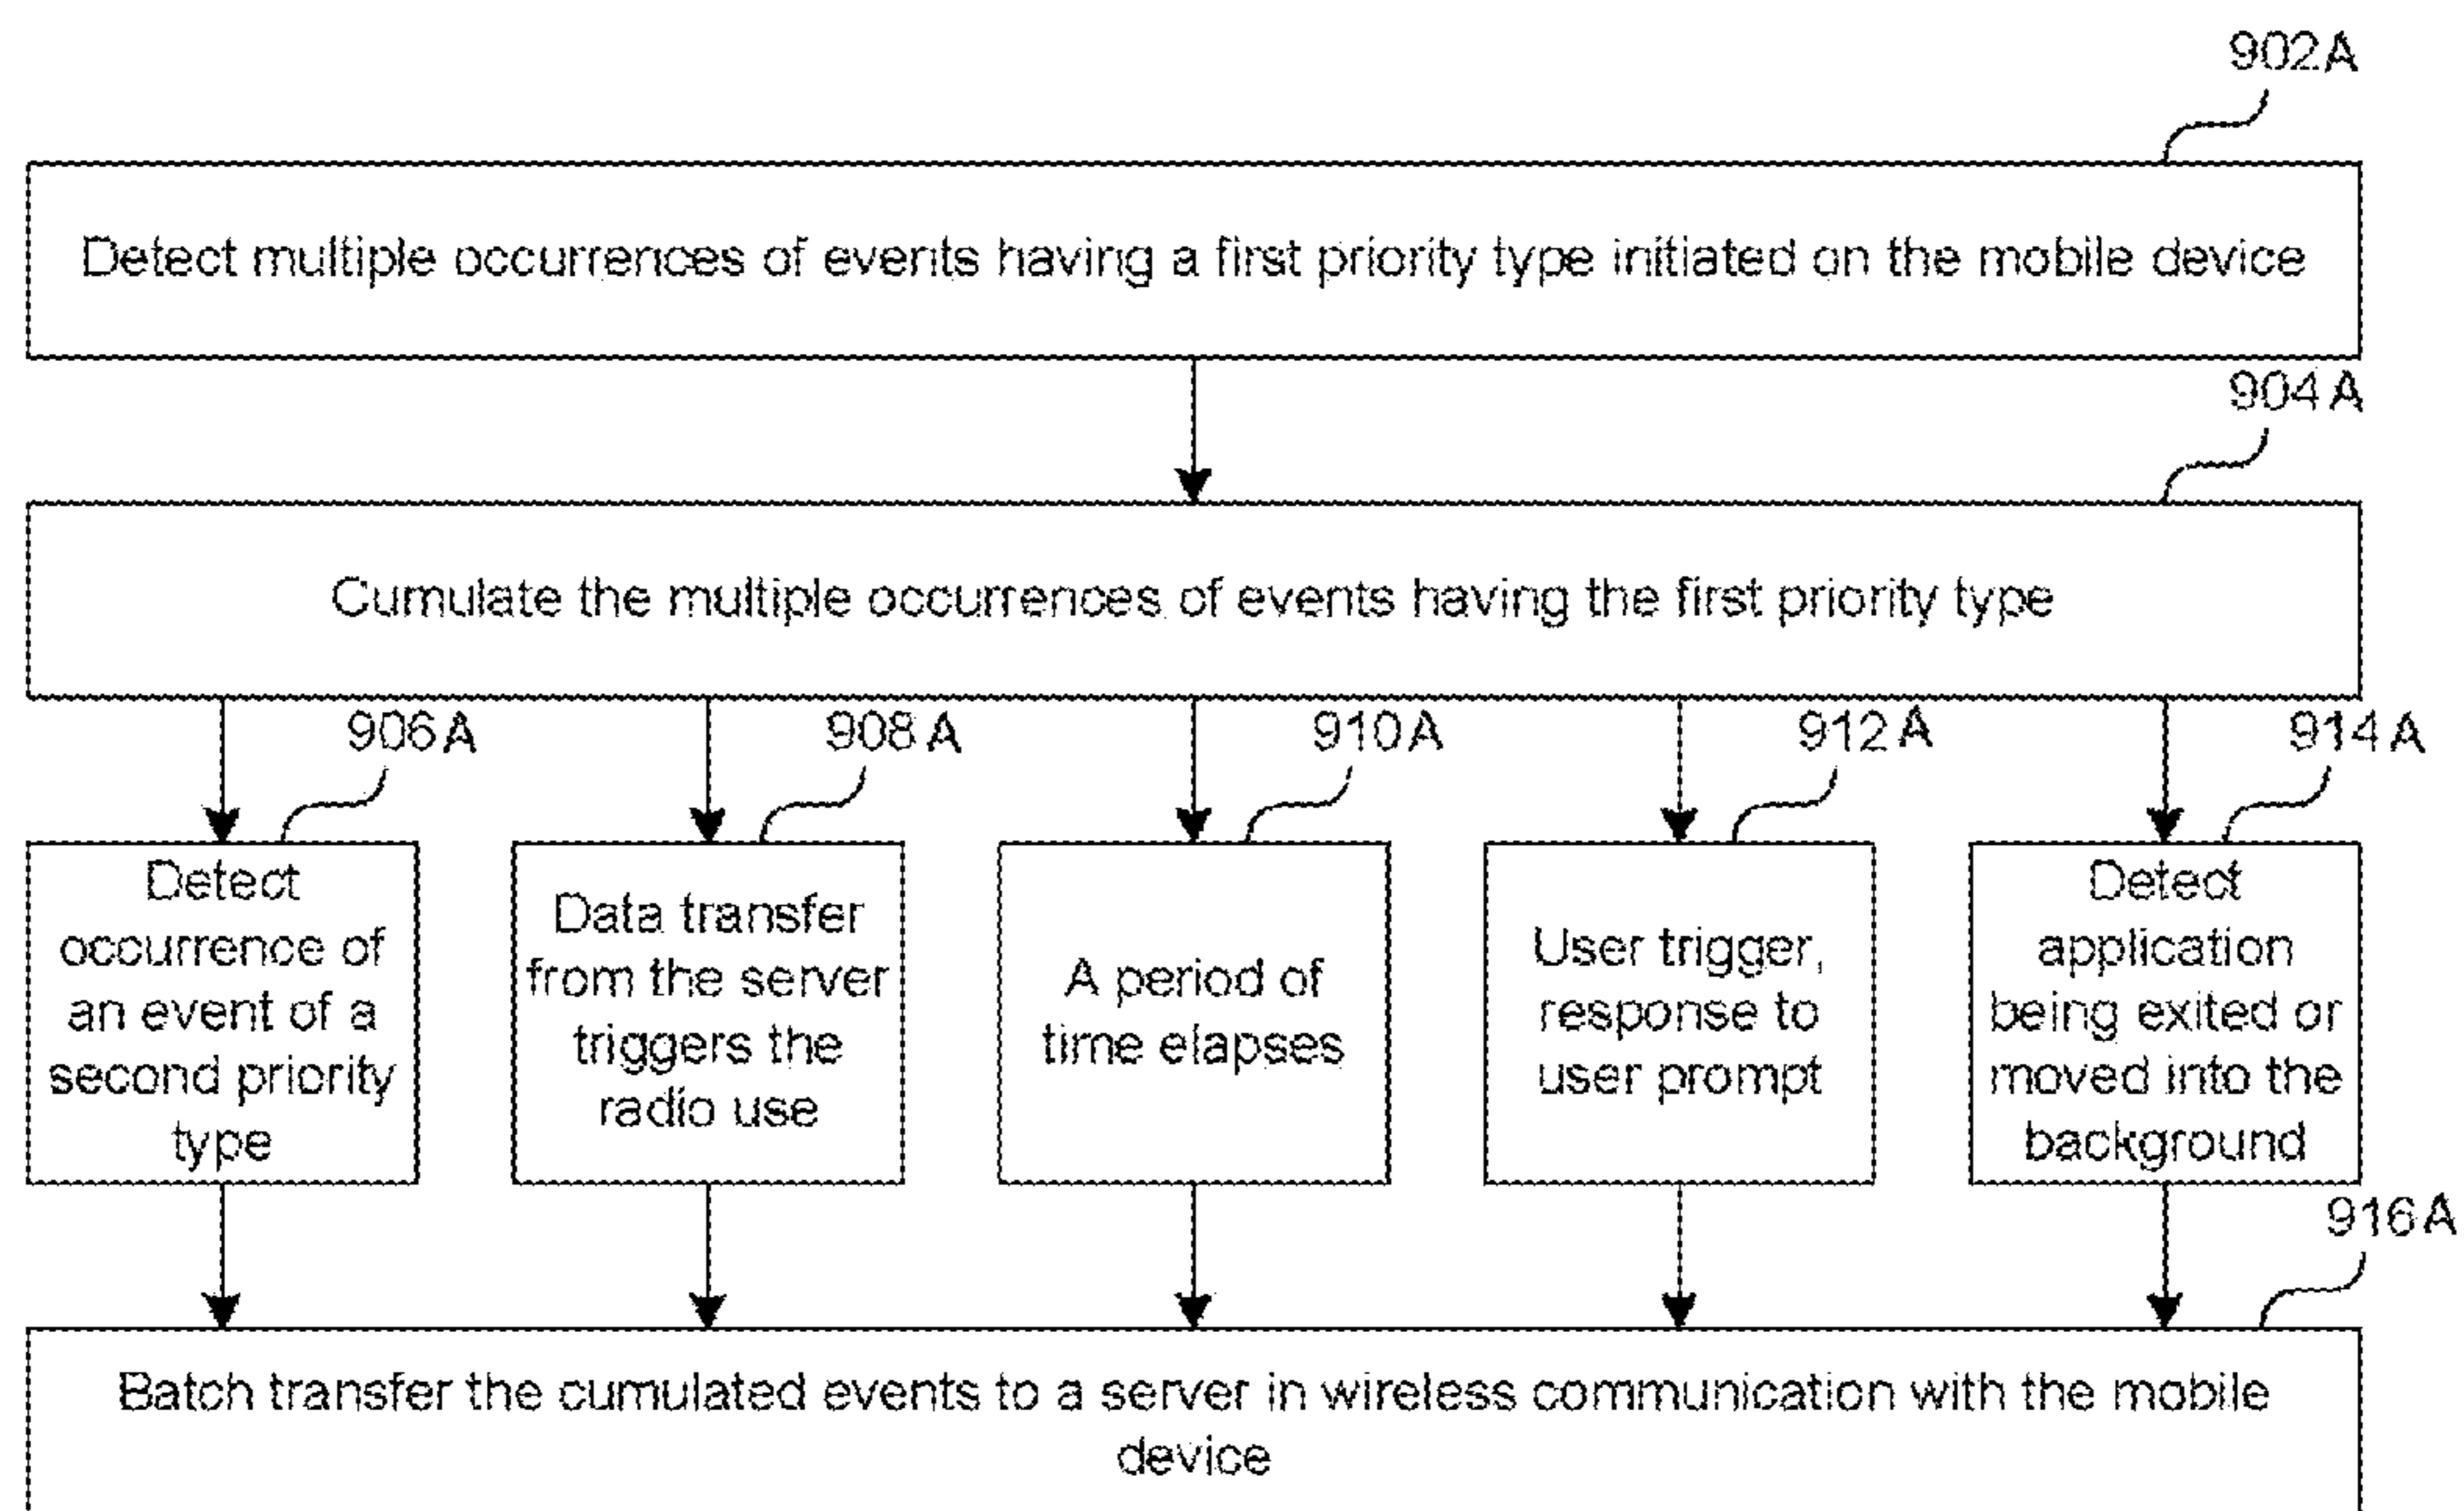 902A
Detect multiple occurrences of events having a first priority type initiated on the mobile device
904A
Cumulate the multiple occurrences of events having the first priority type
906A
908A
910A
912A
914A
Detect
occurrence of
an event of a
second priority
type
Data transfer
from the server
triggers the
radio use
A period of
time elapses
User trigger,
response to
user prompt
Detect
application
being exited or
moved into the
background
916A
Batch transfer the cumulated events to a server in wireless communication with the mobile
device